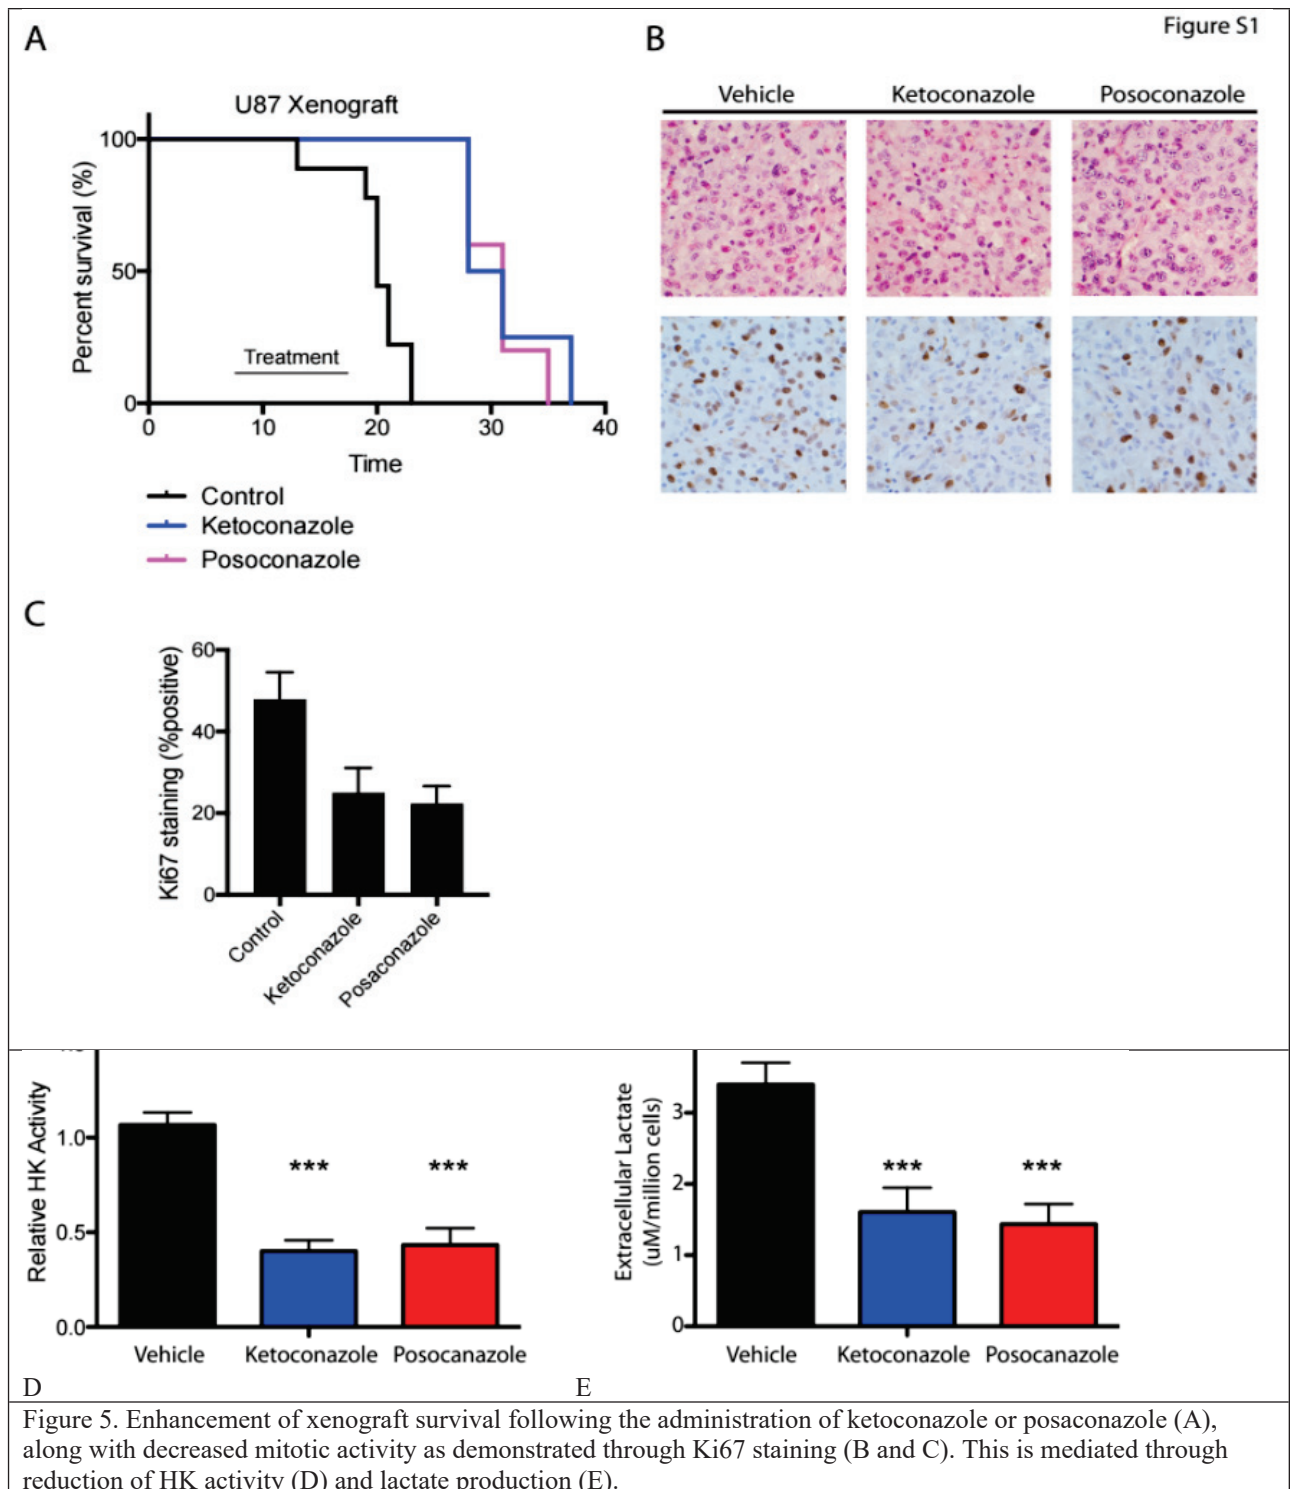 Figure S1
A
U87 Xenograft
Percent survival (%)
100
50
0
Treatment
0 10 20 30 40
Time
Control
Ketoconazole
Posoconazole
B
Vehicle Ketoconazole Posoconazole
C
Ki67 staining (%positive)
60
40
20
0
Control
Ketoconazole
Posaconazole
Relative HK Activity
1.0
0.5
0.0
*** ***
Vehicle Ketoconazole Posocanazole
D
Extracellular Lactate
(uM/million cells)
3
2
1
0
*** ***
Vehicle Ketoconazole Posocanazole
E
Figure 5. Enhancement of xenograft survival following the administration of ketoconazole or posaconazole (A),
along with decreased mitotic activity as demonstrated through Ki67 staining (B and C). This is mediated through
reduction of HK activity (D) and lactate production (E).